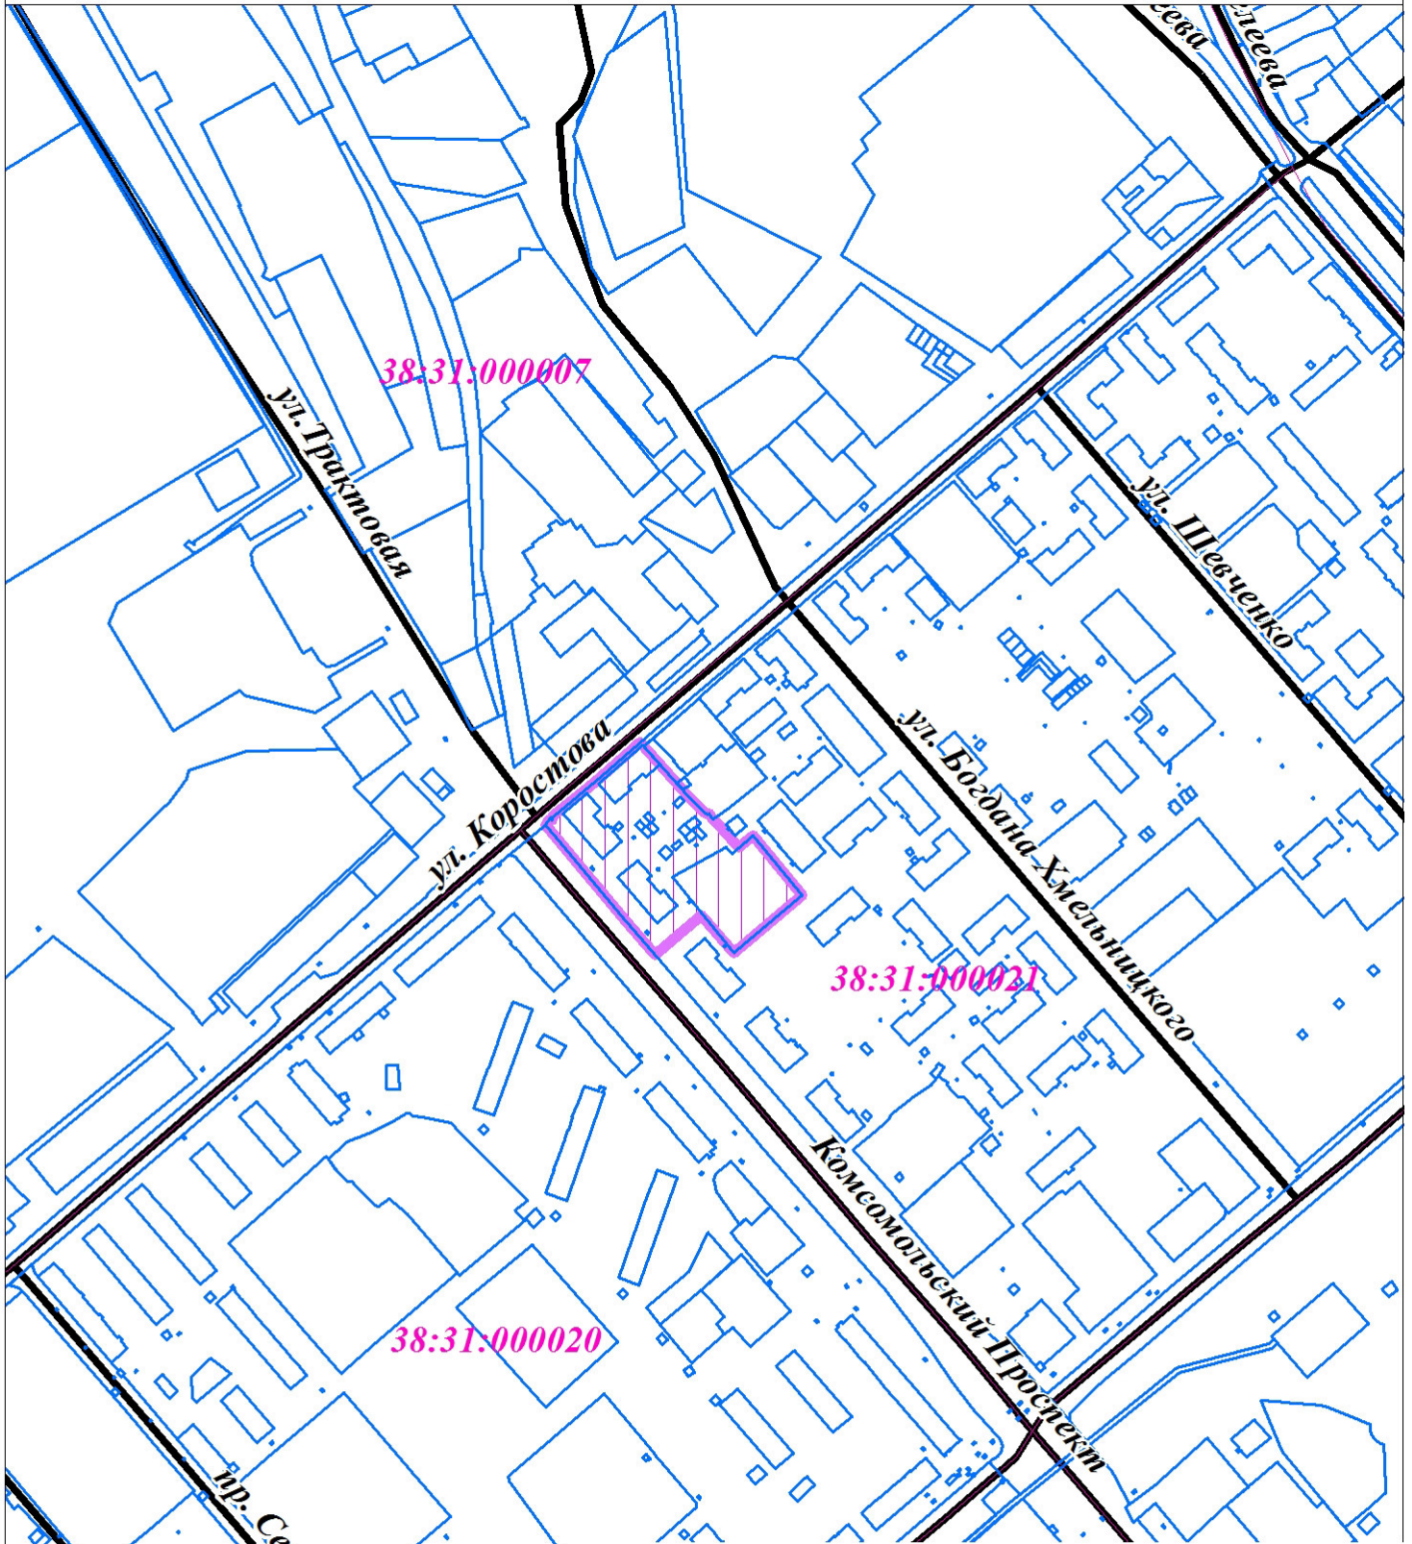 38:31:000007
ул.Трактовая
ул. Шевченко
ул. Коростова
ул. Богдана Хмельницкого
38:31:000021
Комсомольский Проспект
38:31:000020